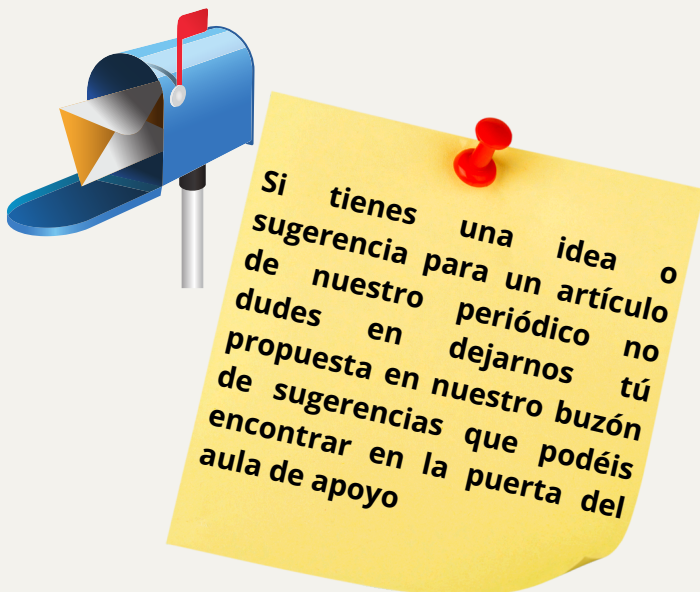 Si tienes una idea o
sugerencia para un artículo
de nuestro periódico no
dudes en dejarnos tú
propuesta en nuestro buzón
de sugerencias que podéis
encontrar en la puerta del
aula de apoyo